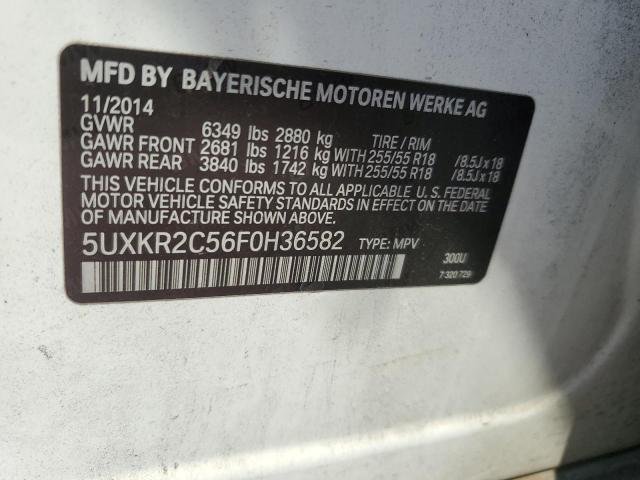 MFD BY BAYERISCHE MOTOREN WERKE AG
11/2014
GVWR 6349 lbs 2880 kg TIRE / RIM
GAWR FRONT 2681 lbs 1216 kg WITH 255/55 R18 /8.5J x 18
GAWR REAR 3840 lbs 1742 kg WITH 255/55 R18 /8.5J x 18
THIS VEHICLE CONFORMS TO ALL APPLICABLE U. S. FEDERAL
MOTOR VEHICLE SAFETY STANDARDS IN EFFECT ON THE DATE
OF MANUFACTURE SHOWN ABOVE.
5UXKR2C56F0H36582 TYPE: MPV 300U
7 320 729